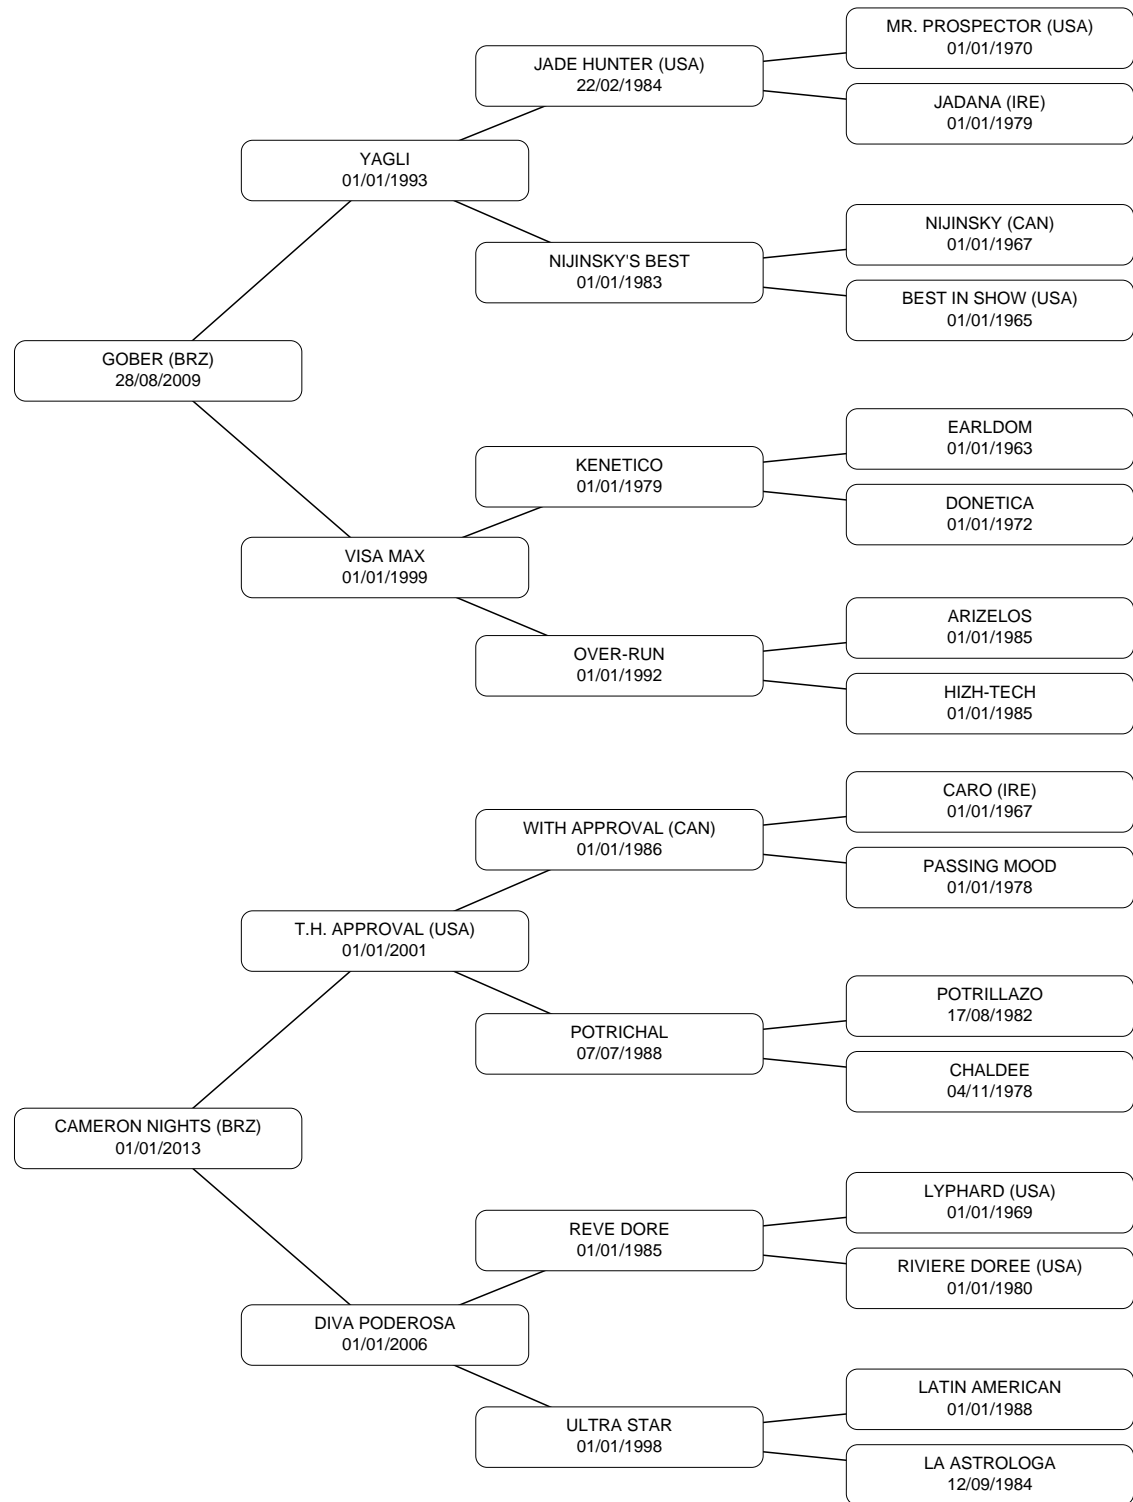 MR. PROSPECTOR (USA)
01/01/1970
JADE HUNTER (USA)
22/02/1984
JADANA (IRE)
01/01/1979
YAGLI
01/01/1993
NIJINSKY (CAN)
01/01/1967
NIJINSKY'S BEST
01/01/1983
BEST IN SHOW (USA)
01/01/1965
GOBER (BRZ)
28/08/2009
EARLDOM
01/01/1963
KENETICO
01/01/1979
DONETICA
01/01/1972
VISA MAX
01/01/1999
ARIZELOS
01/01/1985
OVER-RUN
01/01/1992
HIZH-TECH
01/01/1985
CARO (IRE)
01/01/1967
WITH APPROVAL (CAN)
01/01/1986
PASSING MOOD
01/01/1978
T.H. APPROVAL (USA)
01/01/2001
POTRILLAZO
17/08/1982
POTRICHAL
07/07/1988
CHALDEE
04/11/1978
CAMERON NIGHTS (BRZ)
01/01/2013
LYPHARD (USA)
01/01/1969
REVE DORE
01/01/1985
RIVIERE DOREE (USA)
01/01/1980
DIVA PODEROSA
01/01/2006
LATIN AMERICAN
01/01/1988
ULTRA STAR
01/01/1998
LA ASTROLOGA
12/09/1984